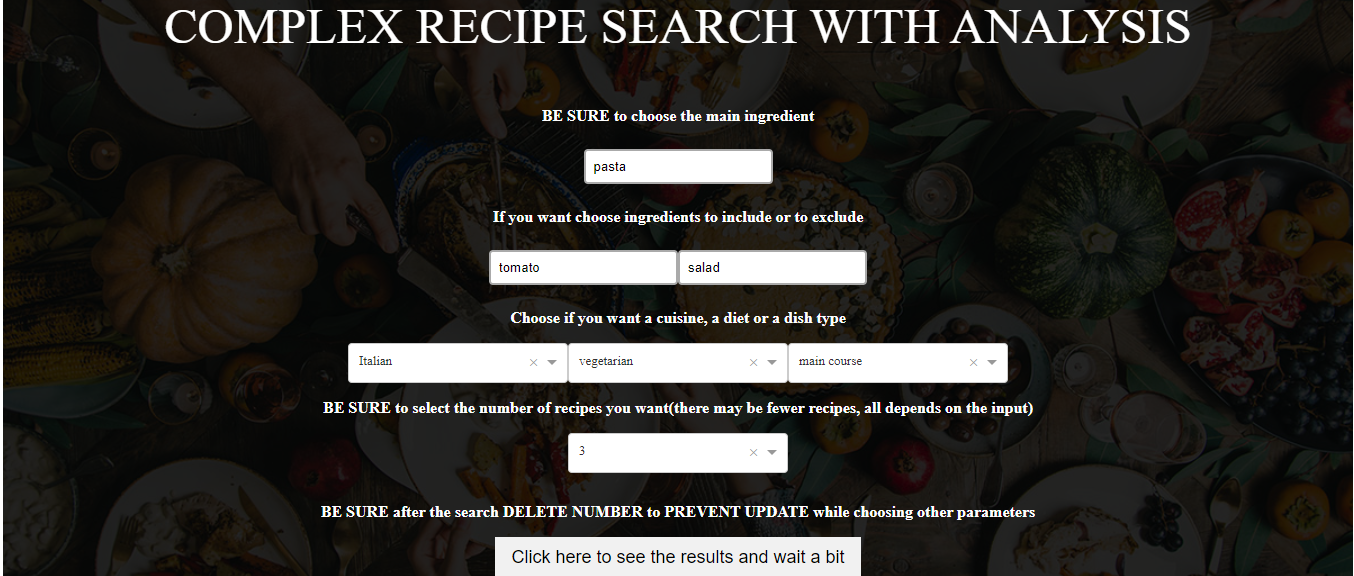 COMPLEX RECIPE SEARCH WITH ANALYSIS
BE SURE to choose the main ingredient
pasta
If you want choose ingredients to include or to exclude
tomato salad
Choose if you want a cuisine, a diet or a dish type
Italian × vegetarian × main course ×
BE SURE to select the number of recipes you want(there may be fewer recipes, all depends on the input)
3 ×
BE SURE after the search DELETE NUMBER to PREVENT UPDATE while choosing other parameters
Click here to see the results and wait a bit